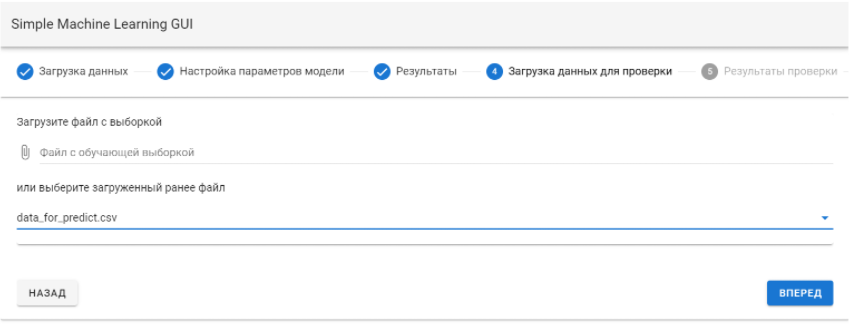 Simple Machine Learning GUI
Загрузка данных Настройка параметров модели Результаты 4 Загрузка данных для проверки 5 Результаты проверки
Загрузите файл с выборкой
Файл с обучающей выборкой
или выберите загруженный ранее файл
data_for_predict.csv
НАЗАД ВПЕРЕД